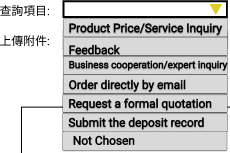 查詢項目:
Product Price/Service Inquiry
上傳附件:
Feedback
Business cooperation/expert inquiry
Order directly by email
Request a formal quotation
Submit the deposit record
Not Chosen